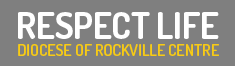 RESPECT LIFE
DIOCESE OF ROCKVILLE CENTRE